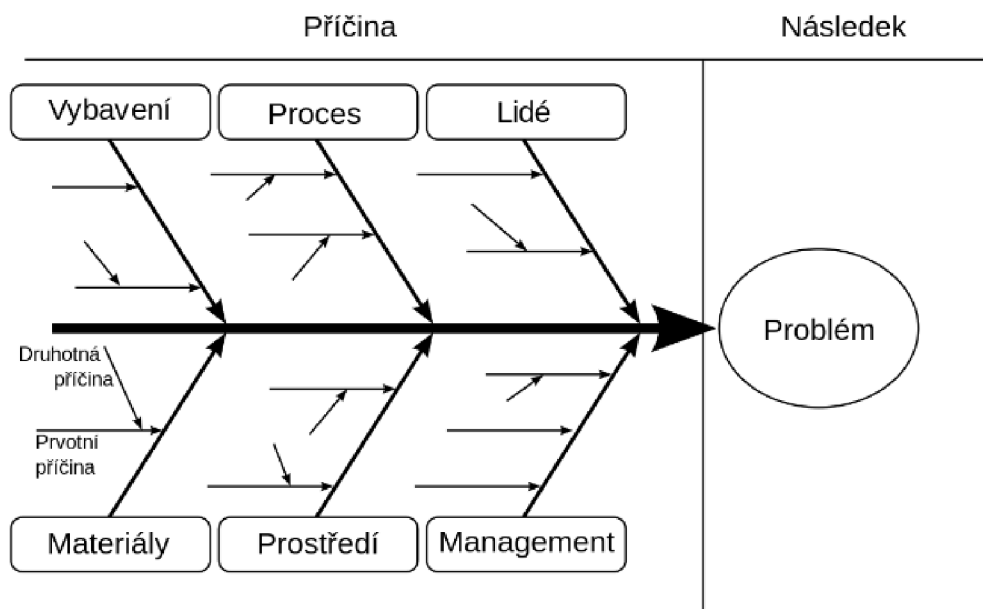 Příčina
Následek
Vybavení
Proces
Lidé
Problém
Druhotná
příčina
Prvotní
příčina
Materiály
Prostředí
Management